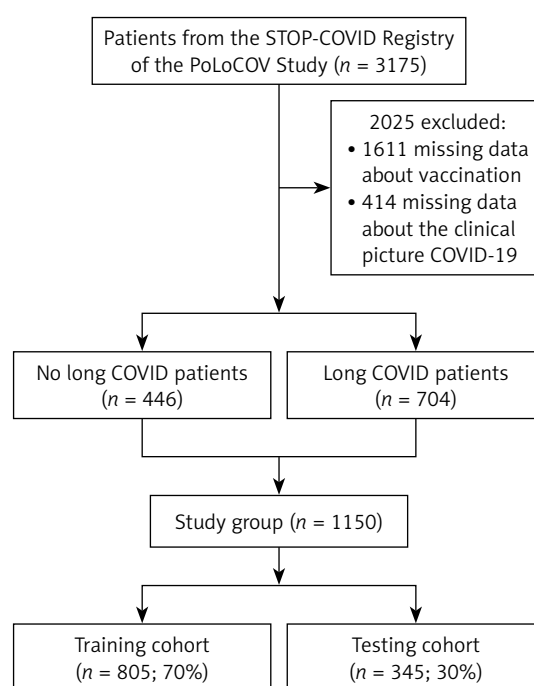 Patients from the STOP-COVID Registry
of the PoLoCOV Study (n = 3175)
2025 excluded:
• 1611 missing data
about vaccination
• 414 missing data
about the clinical
picture COVID-19
No long COVID patients
(n = 446)
Long COVID patients
(n = 704)
Study group (n = 1150)
Training cohort
(n = 805; 70%)
Testing cohort
(n = 345; 30%)